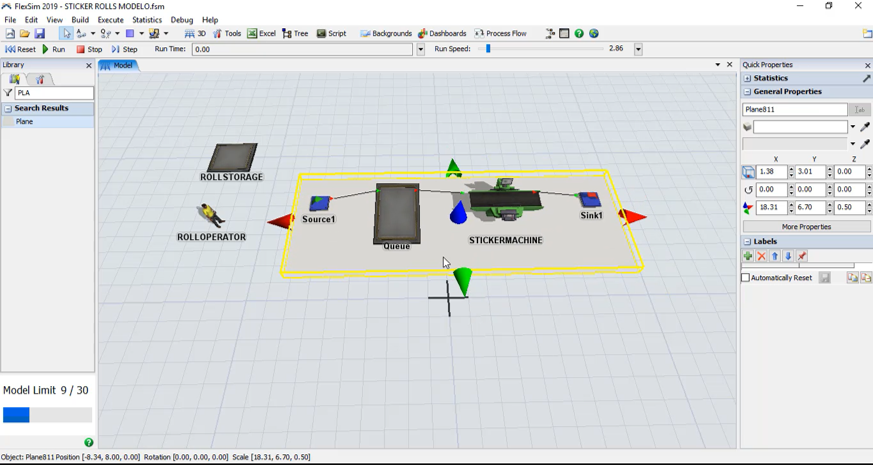 FlexSim 2019 - STICKER ROLLS MODELO.fsm
File Edit View Build Execute Statistics Debug Help
3D Tools Excel Tree Script Backgrounds Dashboards Process Flow
Reset Run Stop Step Run Time: 0.00 Run Speed: 2.86
Library
Model
Quick Properties
PLA
Search Results
Plane
Statistics
General Properties
Plane811
X Y Z
1.38 3.01 0.00
0.00 0.00 0.00
18.31 6.70 0.50
More Properties
Labels
Automatically Reset
ROLLSTORAGE
ROLLOPERATOR
Source1
Queue
STICKERMACHINE
Sink1
Model Limit 9 / 30
Object: Plane811 Position [-8.34, 8.00, 0.00] Rotation [0.00, 0.00, 0.00] Scale [18.31, 6.70, 0.50]